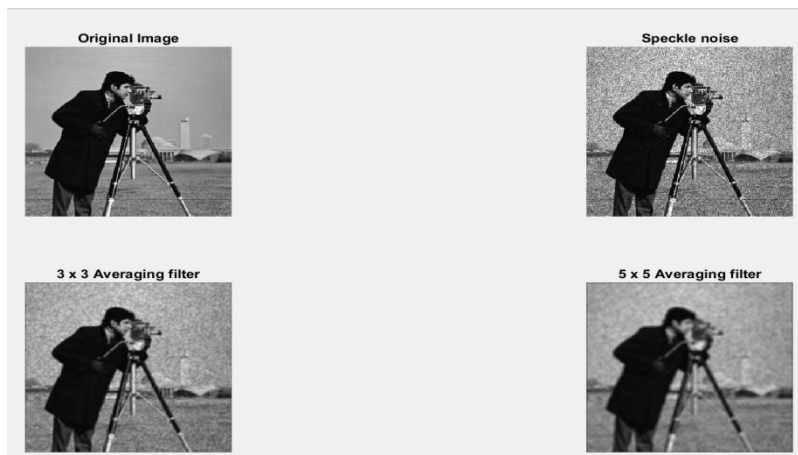 Original Image
Speckle noise
3 x 3 Averaging filter
5 x 5 Averaging filter